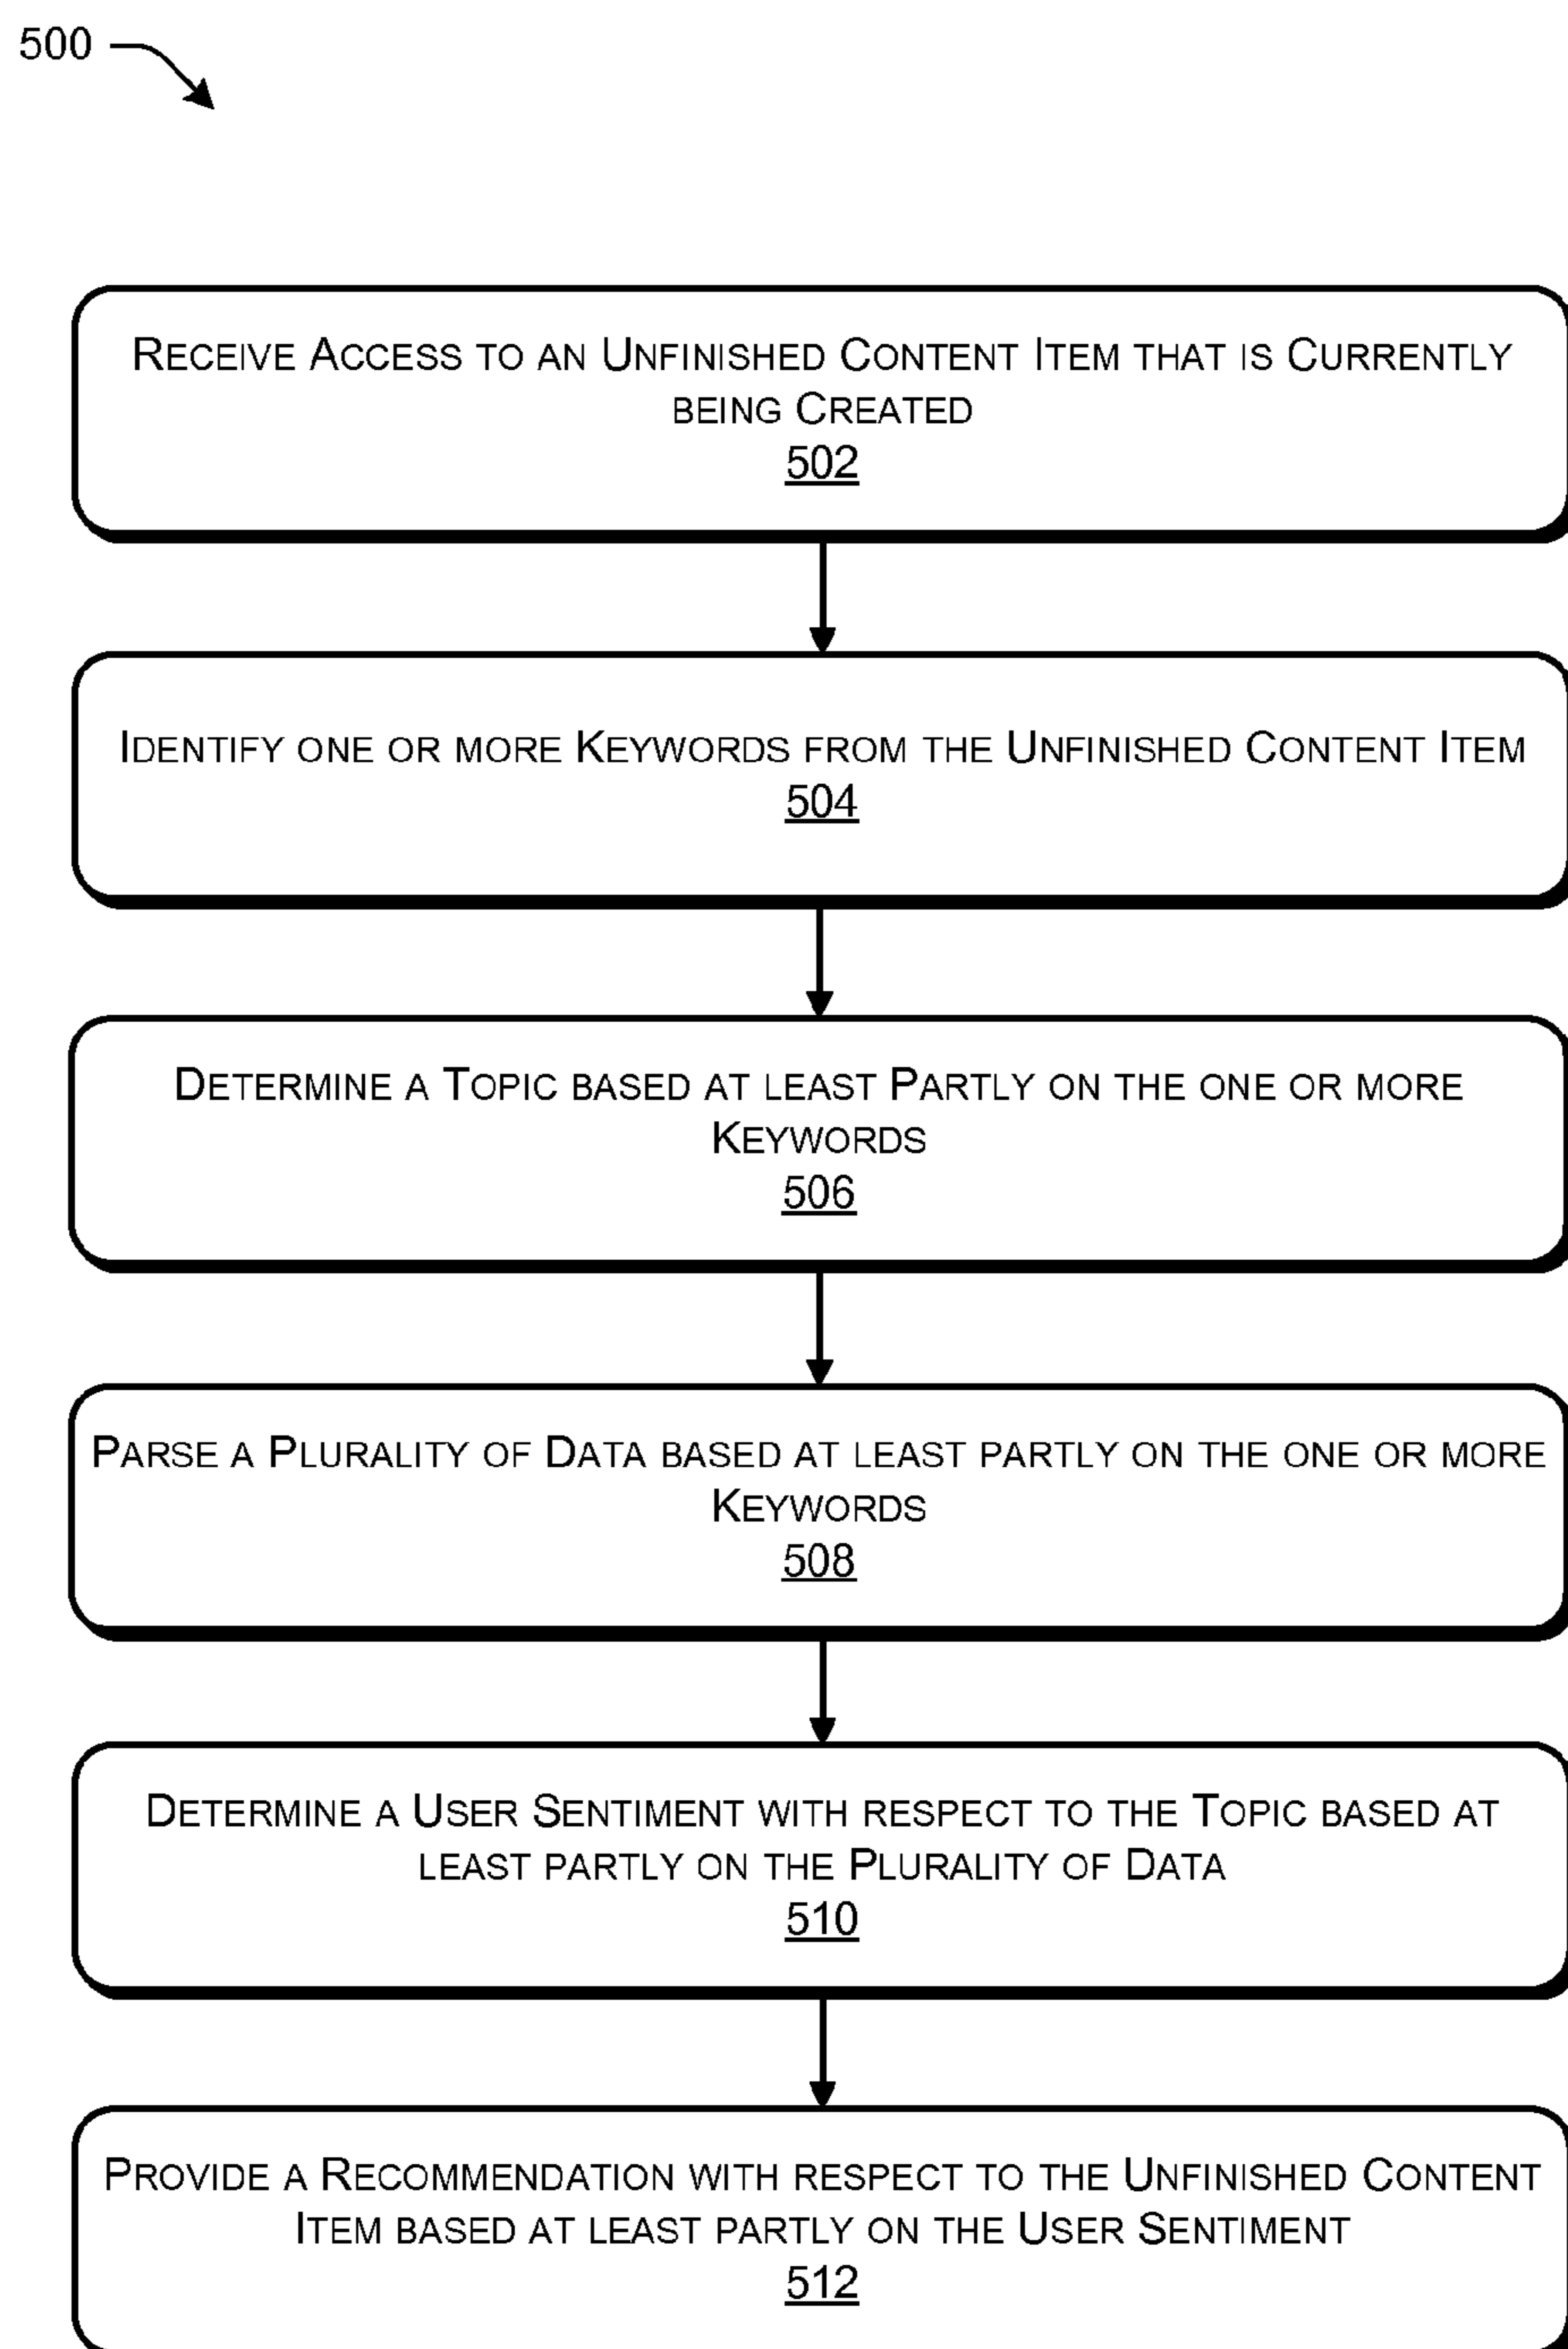 500
RECEIVE ACCESS TO AN UNFINISHED CONTENT ITEM THAT IS CURRENTLY
BEING CREATED
502
IDENTIFY ONE OR MORE KEYWORDS FROM THE UNFINISHED CONTENT ITEM
504
DETERMINE A TOPIC BASED AT LEAST PARTLY ON THE ONE OR MORE
KEYWORDS
506
PARSE A PLURALITY OF DATA BASED AT LEAST PARTLY ON THE ONE OR MORE
KEYWORDS
508
DETERMINE A USER SENTIMENT WITH RESPECT TO THE TOPIC BASED AT
LEAST PARTLY ON THE PLURALITY OF DATA
510
PROVIDE A RECOMMENDATION WITH RESPECT TO THE UNFINISHED CONTENT
ITEM BASED AT LEAST PARTLY ON THE USER SENTIMENT
512